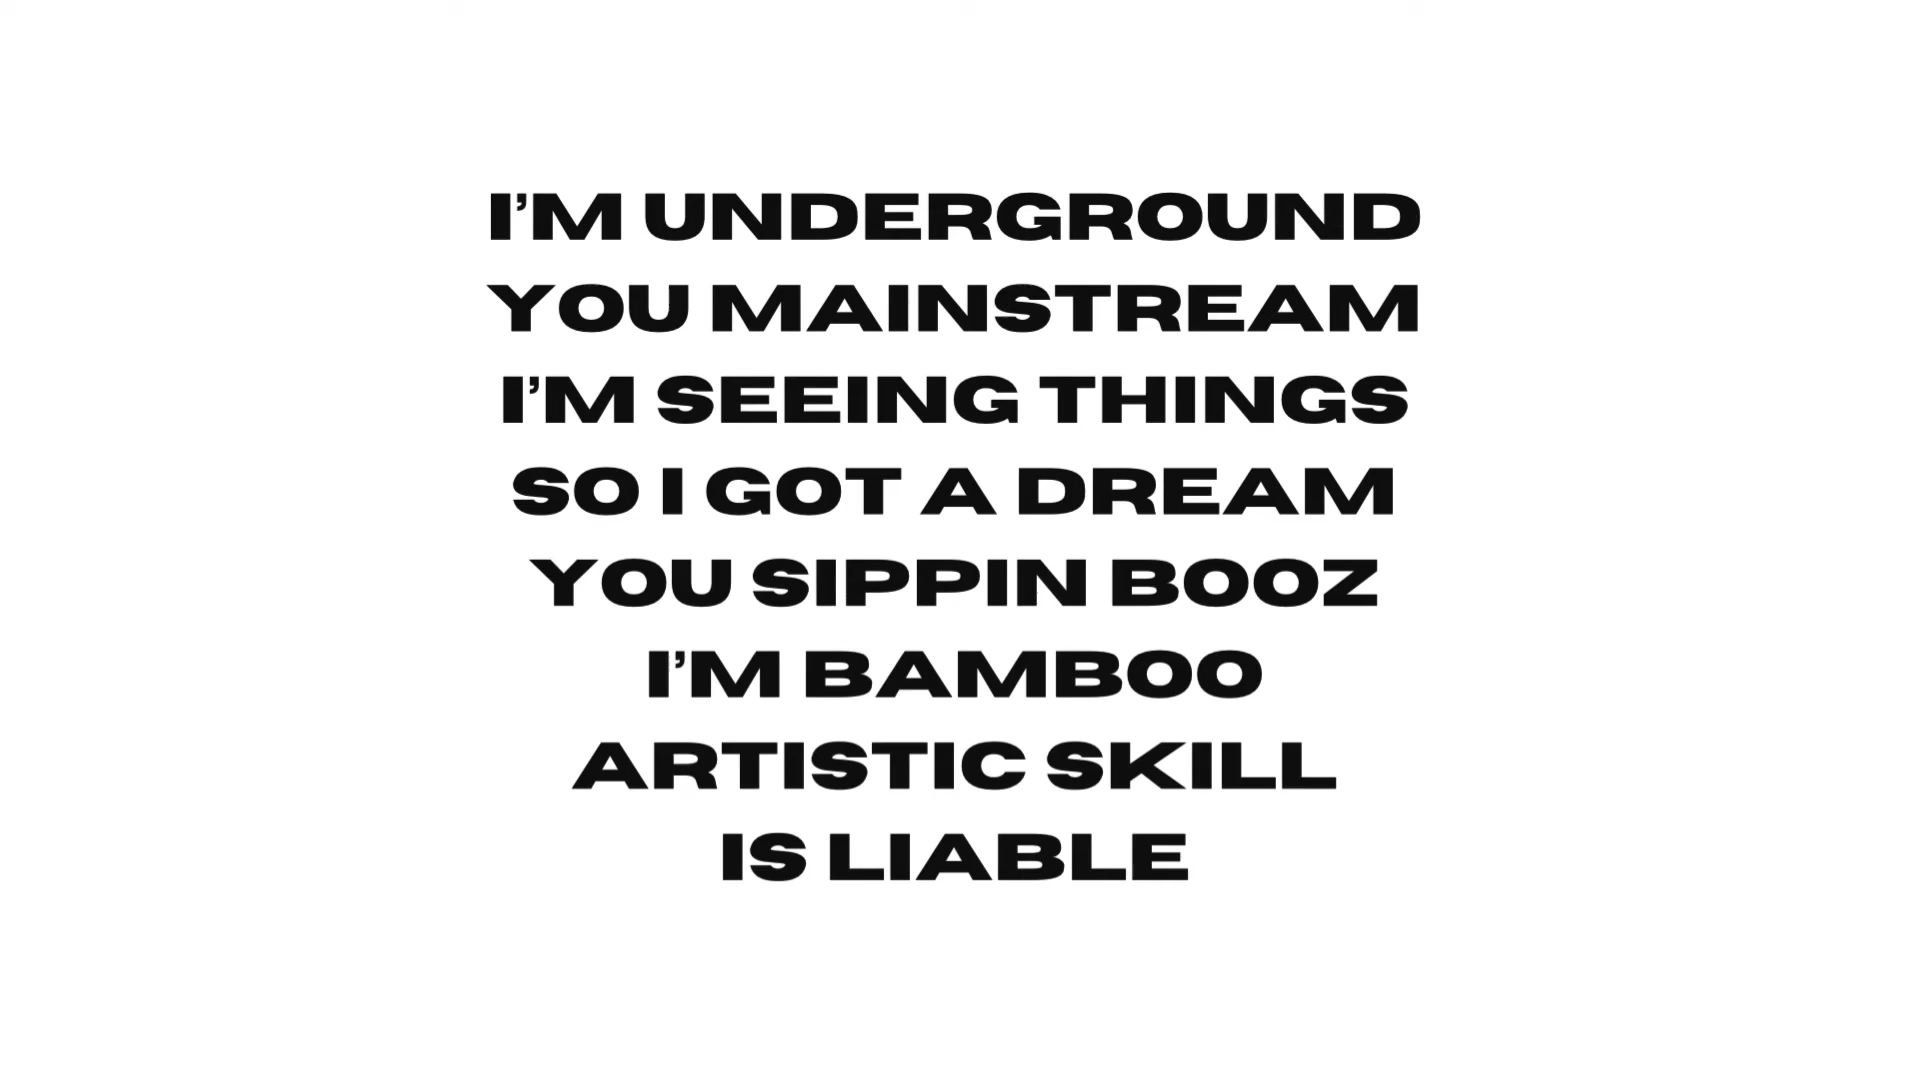 I’M UNDERGROUND
YOU MAINSTREAM
I’M SEEING THINGS
SO I GOT A DREAM
YOU SIPPIN BOOZ
I’M BAMBOO
ARTISTIC SKILL
IS LIABLE